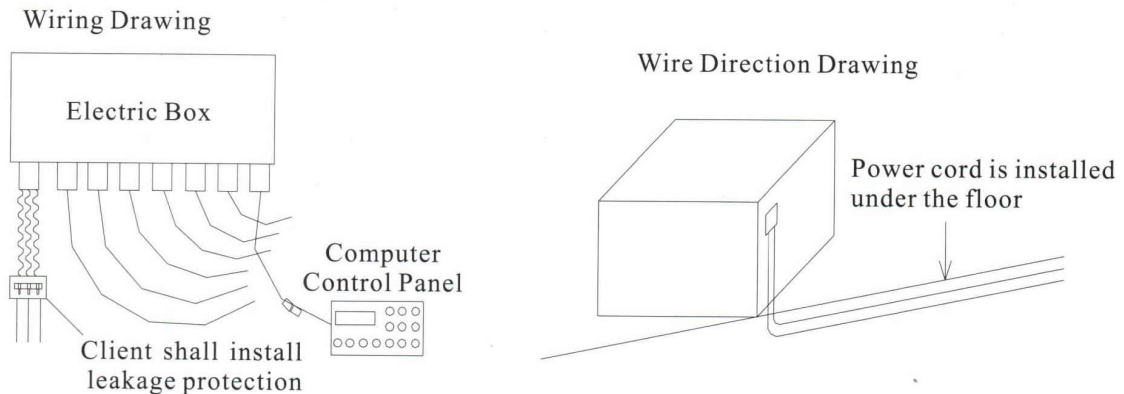 Wiring Drawing
Electric Box
Computer
Control Panel
Client shall install
leakage protection
Wire Direction Drawing
Power cord is installed
under the floor